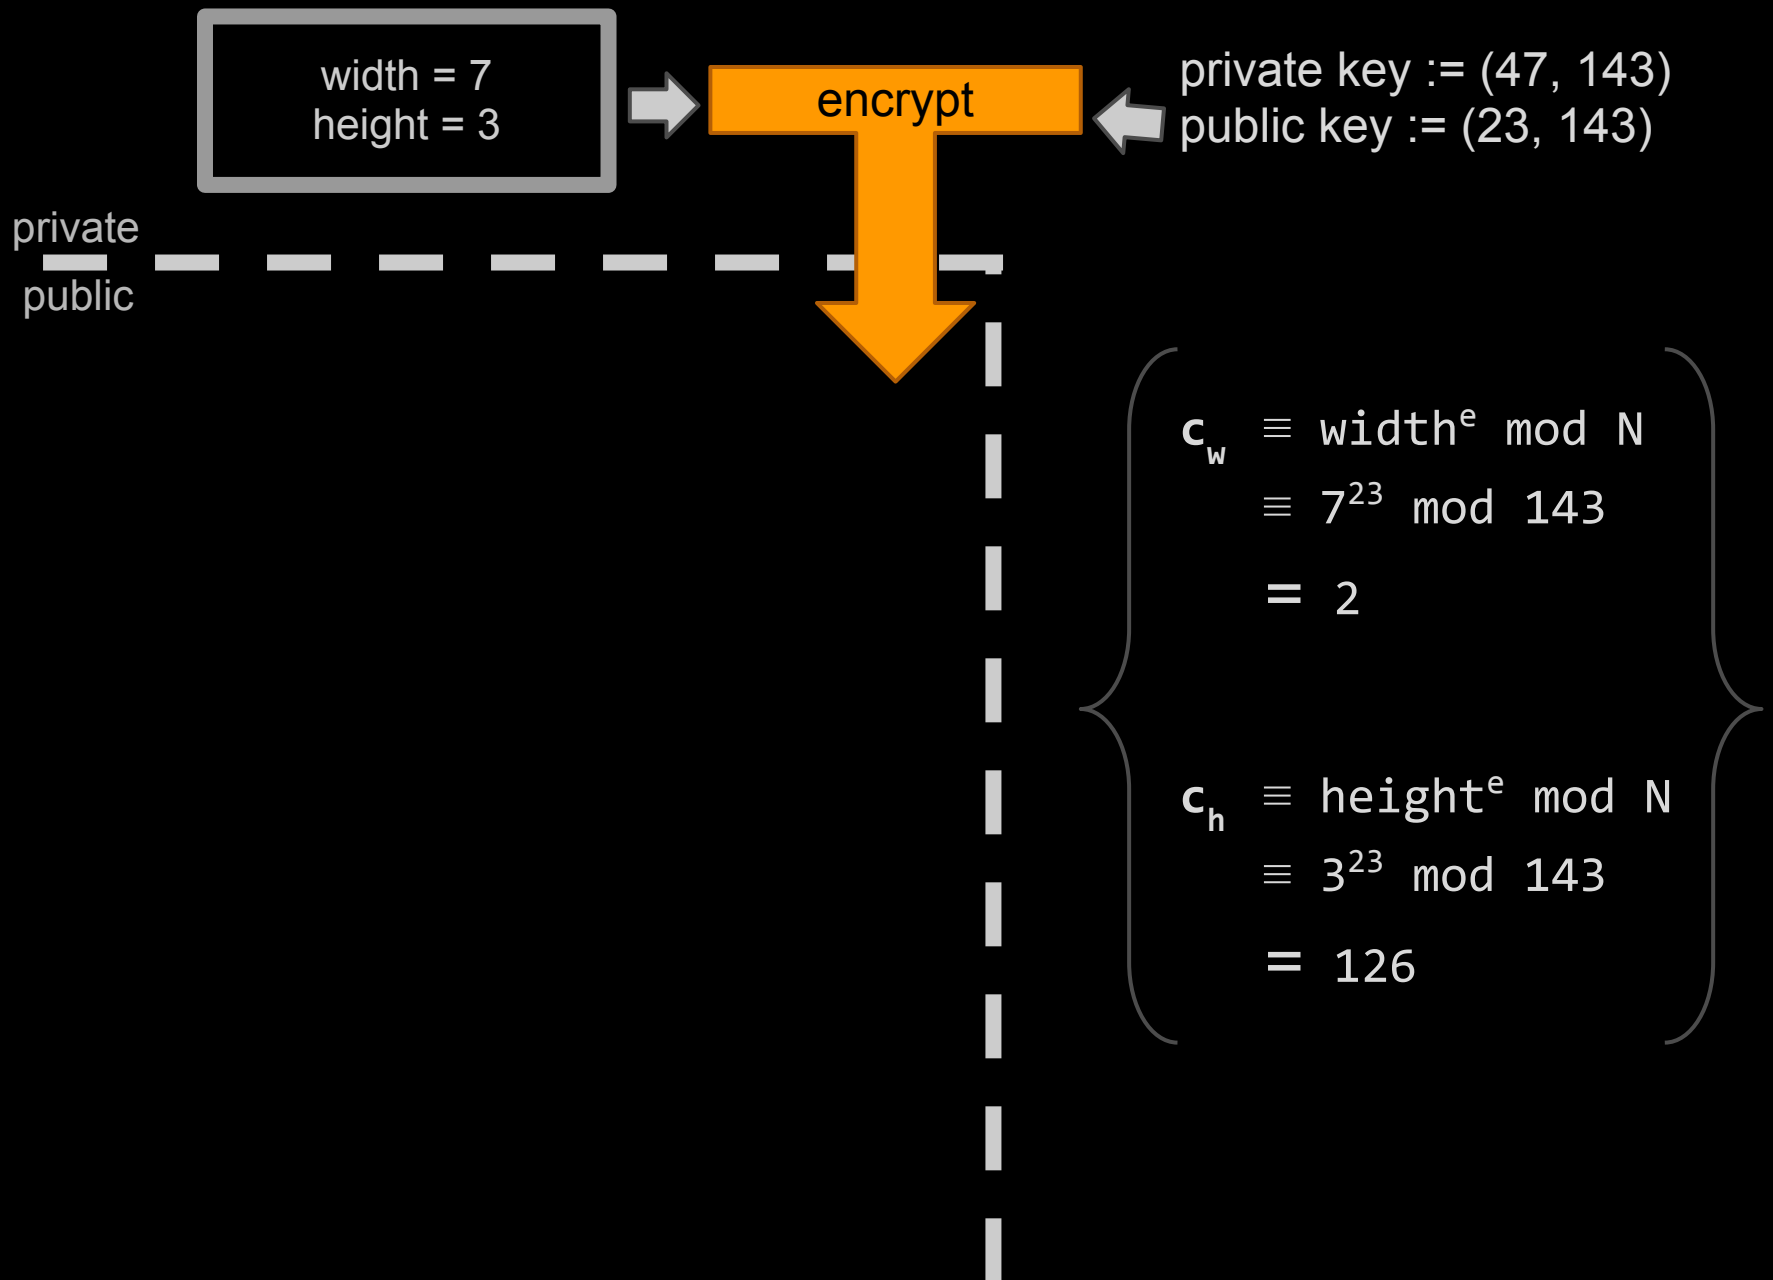 width = 7
height = 3
encrypt
private key := (47, 143)
public key := (23, 143)
private
public
c_w ≡ width^e mod N
≡ 7^23 mod 143
= 2
c_h ≡ height^e mod N
≡ 3^23 mod 143
= 126